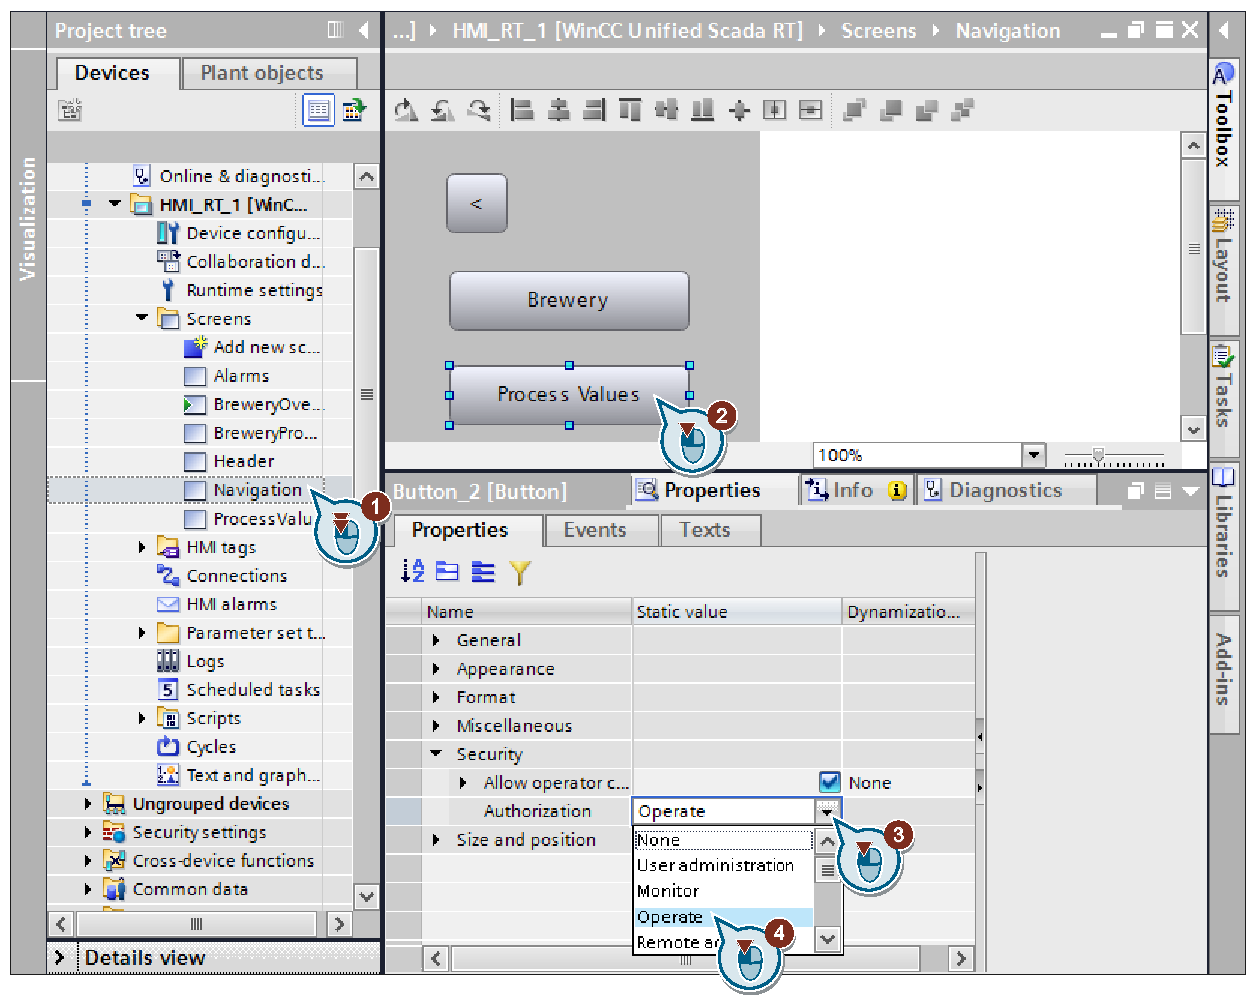 Project tree
Devices
Plant objects
Visualization
Online & diagnosti...
HMI_RT_1 [WinC...
Device configu...
Collaboration d...
Runtime settings
Screens
Add new sc...
Alarms
BreweryOve...
BreweryPro...
Header
Navigation
ProcessValu
1
HMI tags
Connections
HMI alarms
Parameter set t...
Logs
Scheduled tasks
Scripts
Cycles
Text and graph...
Ungrouped devices
Security settings
Cross-device functions
Common data
Details view
...] HMI_RT_1 [WinCC Unified Scada RT] Screens Navigation
<
Brewery
Process Values
2
100%
Button_2 [Button]
Properties
Info
Diagnostics
Properties
Events
Texts
Name
Static value
Dynamizatio...
General
Appearance
Format
Miscellaneous
Security
Allow operator c...
None
Authorization
Operate
3
Size and position
None
User administration
Monitor
Operate
Remote ac
4
Toolbox
Layout
Tasks
Libraries
Add-ins